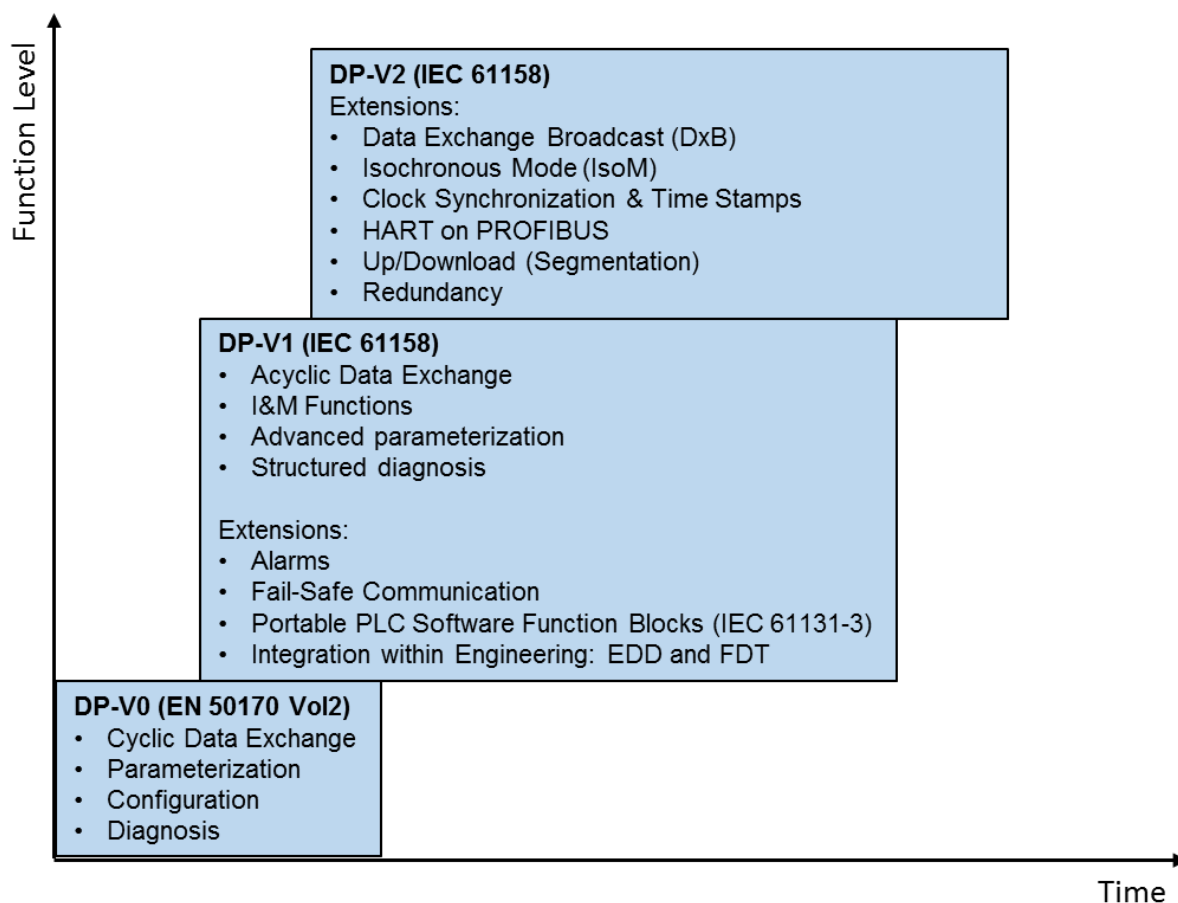 Function Level
DP-V2 (IEC 61158)
Extensions:
• Data Exchange Broadcast (DxB)
• Isochronous Mode (IsoM)
• Clock Synchronization & Time Stamps
• HART on PROFIBUS
• Up/Download (Segmentation)
• Redundancy
DP-V1 (IEC 61158)
• Acyclic Data Exchange
• I&M Functions
• Advanced parameterization
• Structured diagnosis
Extensions:
• Alarms
• Fail-Safe Communication
• Portable PLC Software Function Blocks (IEC 61131-3)
• Integration within Engineering: EDD and FDT
DP-V0 (EN 50170 Vol2)
• Cyclic Data Exchange
• Parameterization
• Configuration
• Diagnosis
Time